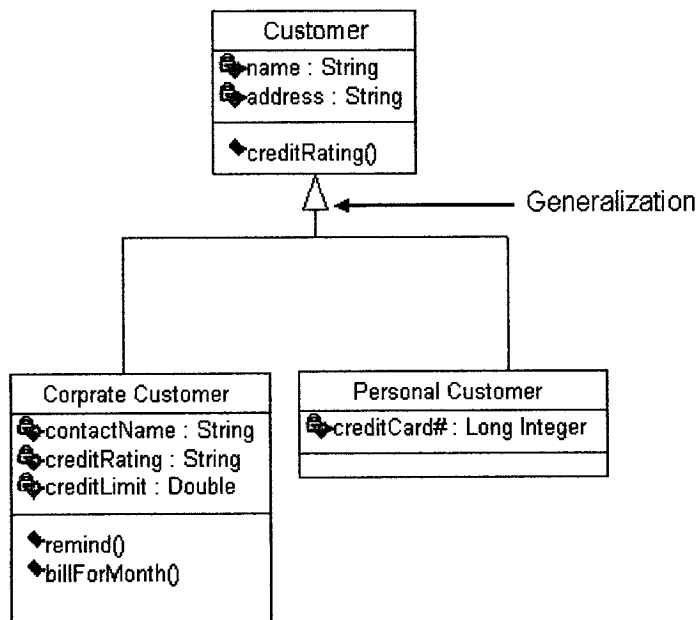 Customer
name : String
address : String
creditRating()
Generalization
Corprate Customer
contactName : String
creditRating : String
creditLimit : Double
remind()
billForMonth()
Personal Customer
creditCard# : Long Integer